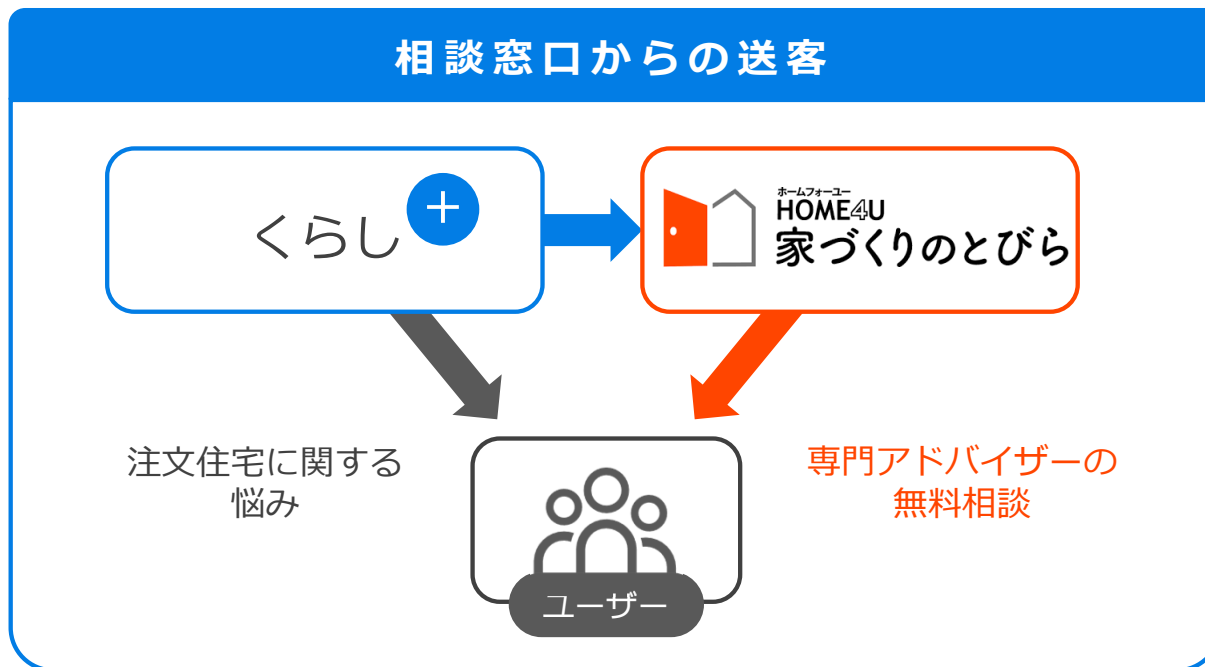 相談窓口からの送客
くらし+
ホームフォーユー
HOME4U
家づくりのとびら
注文住宅に関する
悩み
専門アドバイザーの
無料相談
ユーザー